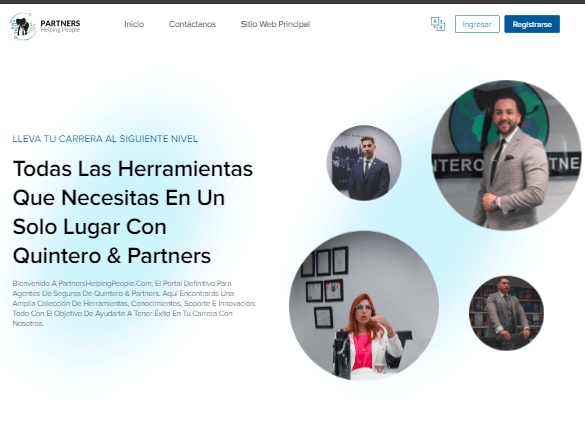 PARTNERS
Helping People
Inicio
Contáctanos
Sitio Web Principal
Ingresar
Registrarse
LLEVA TU CARRERA AL SIGUIENTE NIVEL
Todas Las Herramientas
Que Necesitas En Un
Solo Lugar Con
Quintero & Partners
Bienvenido A PartnersHelpingPeople.Com, El Portal Definitivo Para
Agentes De Seguros De Quintero & Partners. Aquí Encontrarás Una
Amplia Colección De Herramientas, Conocimientos, Soporte E Innovación,
Todo Con El Objetivo De Ayudarte A Tener Éxito En Tu Carrera Con
Nosotros.